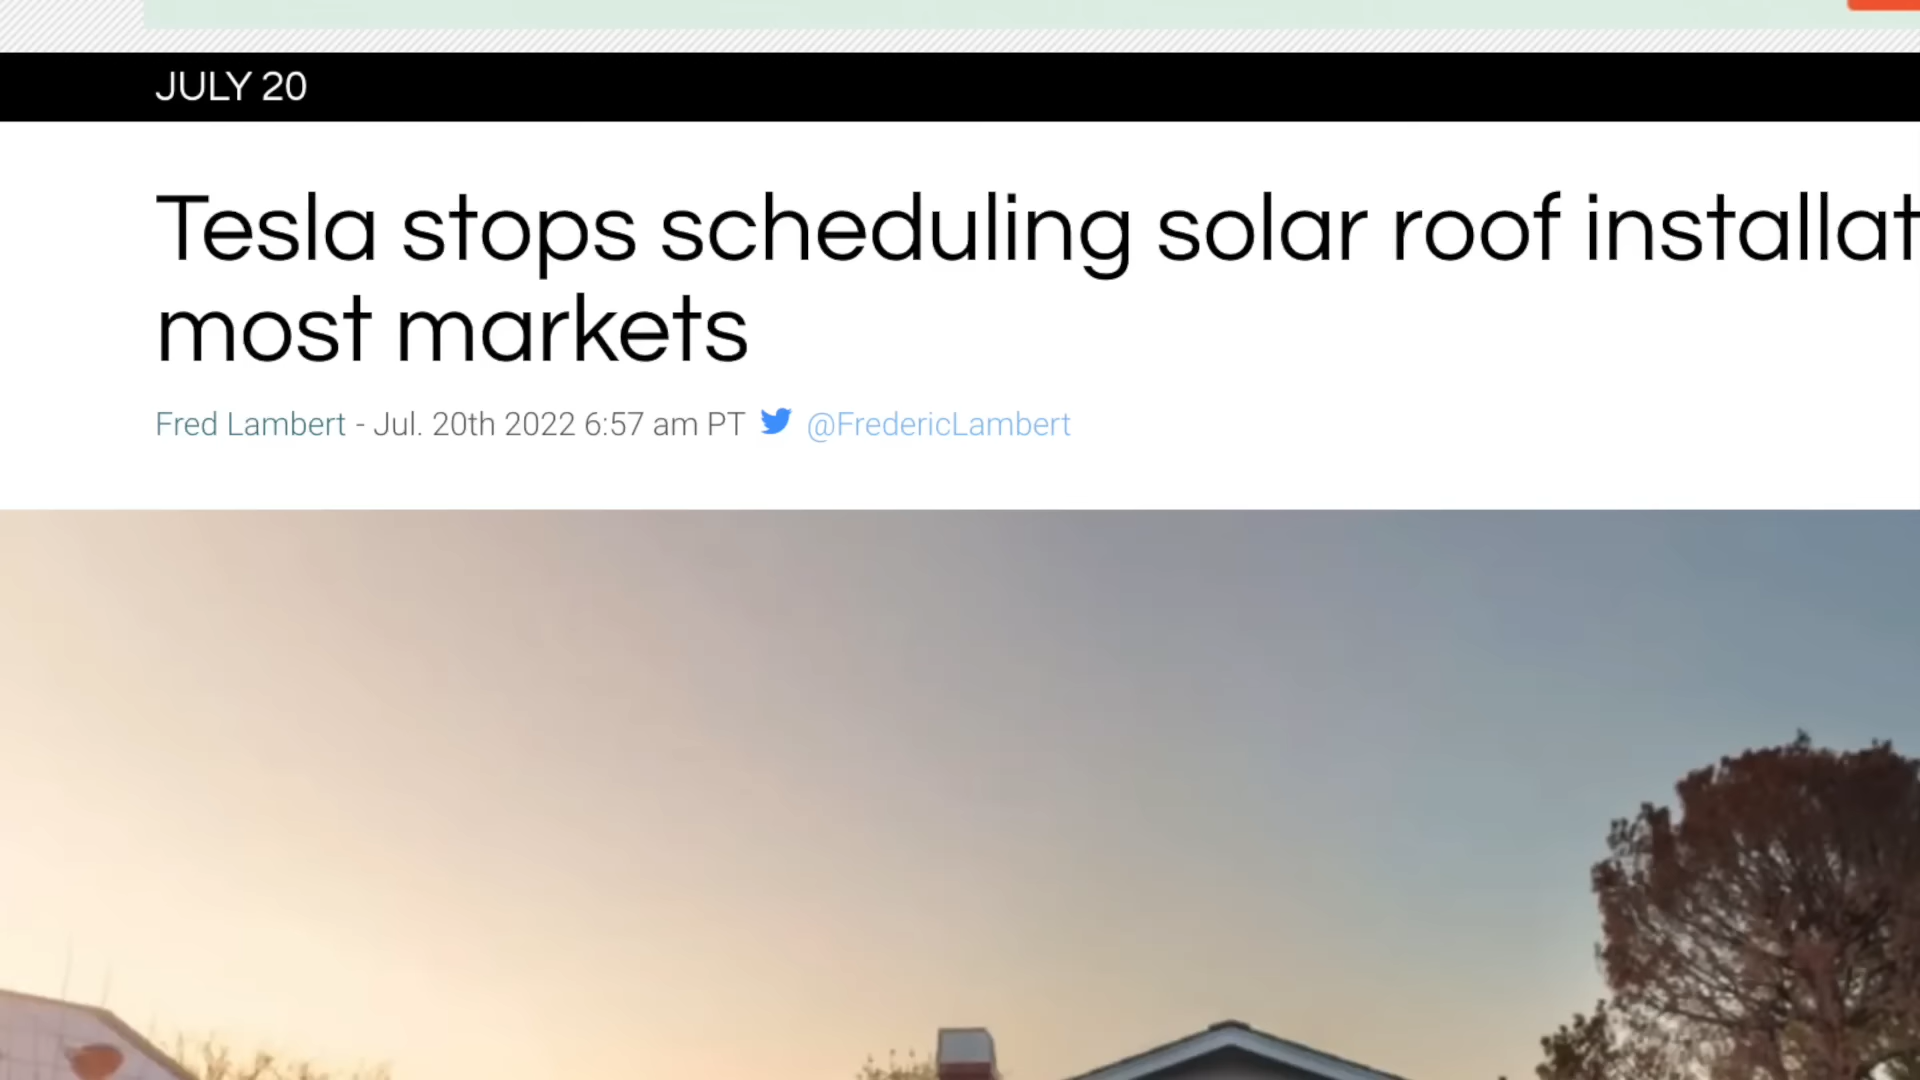 JULY 20
Tesla stops scheduling solar roof installat
most markets
Fred Lambert - Jul. 20th 2022 6:57 am PT @FredericLambert